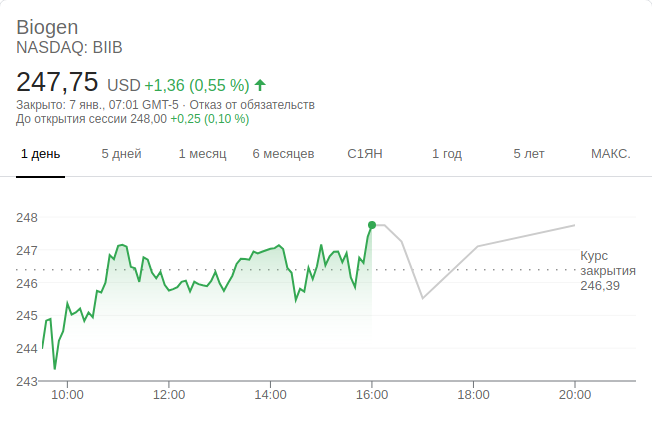 Biogen
NASDAQ: BIIB
247,75 USD +1,36 (0,55 %)
Закрыто: 7 янв., 07:01 GMT-5 · Отказ от обязательств
До открытия сессии 248,00 +0,25 (0,10 %)
1 день 5 дней 1 месяц 6 месяцев С1ЯН 1 год 5 лет МАКС.
248
247
246
245
244
243
Курс
закрытия
246,39
10:00 12:00 14:00 16:00 18:00 20:00